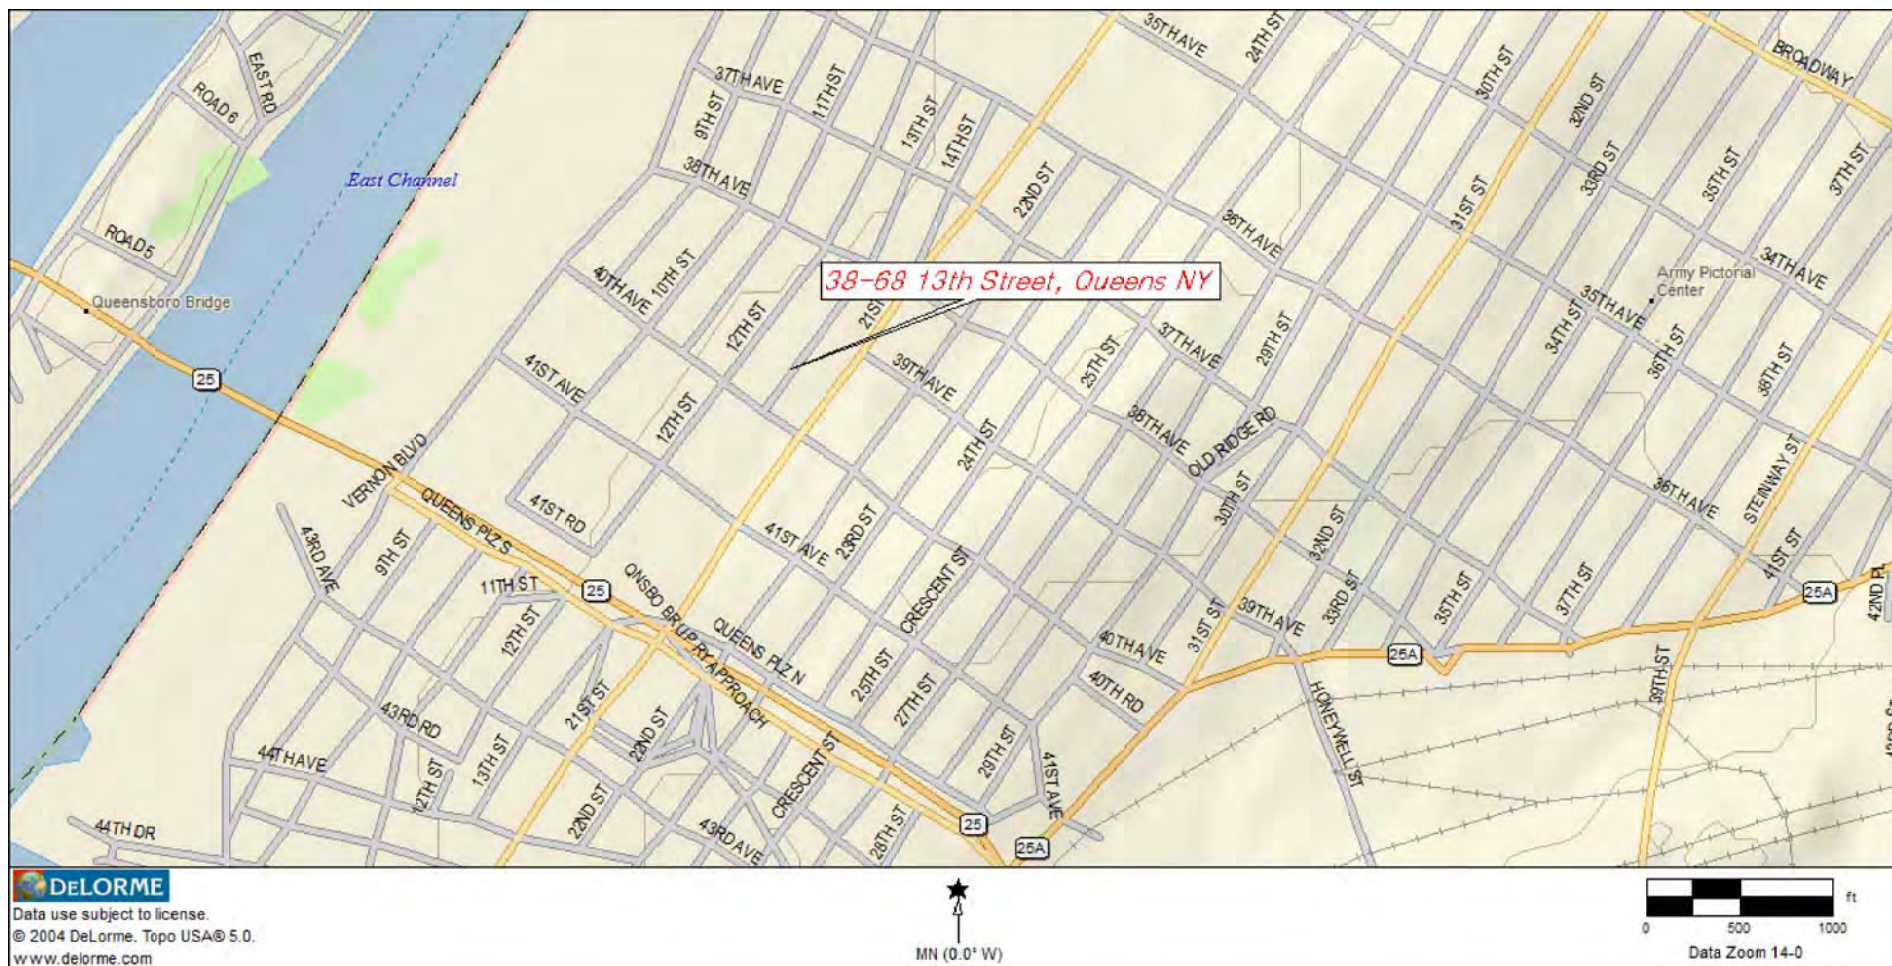 35TH AVE
24TH ST
BROADWAY
EAST RD
ROAD 6
37TH AVE
11TH ST
9TH ST
13TH ST
14TH ST
30TH ST
32ND ST
33RD ST
35TH ST
37TH ST
East Channel
38TH AVE
22ND ST
31ST ST
36TH AVE
34TH AVE
ROAD 5
40TH AVE
10TH ST
38-68 13th Street, Queens NY
Army Pictorial
Center
Queensboro Bridge
12TH ST
21ST
37TH AVE
29TH ST
34TH ST
35TH AVE
36TH ST
38TH ST
25
41ST AVE
12TH ST
39TH AVE
25TH ST
38TH AVE
OLD RIDGE RD
24TH ST
VERNON BLVD
QUEENS PLZ S
41ST RD
30TH ST
36TH AVE
STEINWAY ST
43RD AVE
9TH ST
41ST AVE
23RD ST
32ND ST
41ST ST
11TH ST
25
QNSBO BR UPR Y APPROACH
CRESCENT ST
39TH AVE
33RD ST
35TH ST
37TH ST
25A
42ND PL
12TH ST
QUEENS PLZ N
40TH AVE
31ST ST
25A
21ST ST
25TH ST
27TH ST
40TH RD
39TH ST
43RD RD
22ND ST
HONEYWELL ST
44TH AVE
13TH ST
CRESCENT ST
29TH ST
41ST AVE
12TH ST
22ND ST
44TH DR
43RD AVE
28TH ST
25
25A
DELORME
Data use subject to license.
© 2004 DeLorme. Topo USA® 5.0.
www.delorme.com
MN (0.0° W)
ft
0 500 1000
Data Zoom 14-0